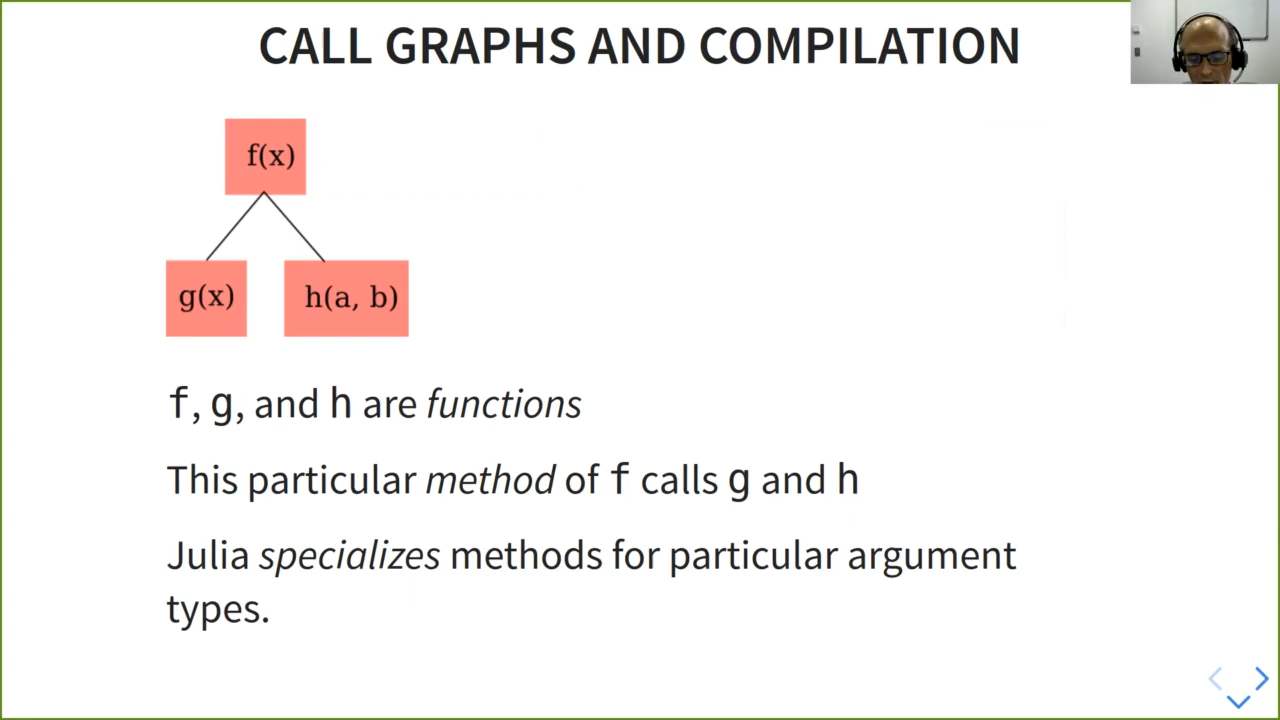 CALL GRAPHS AND COMPILATION
f(x)
g(x)
h(a, b)
f, g, and h are functions
This particular method of f calls g and h
Julia specializes methods for particular argument
types.